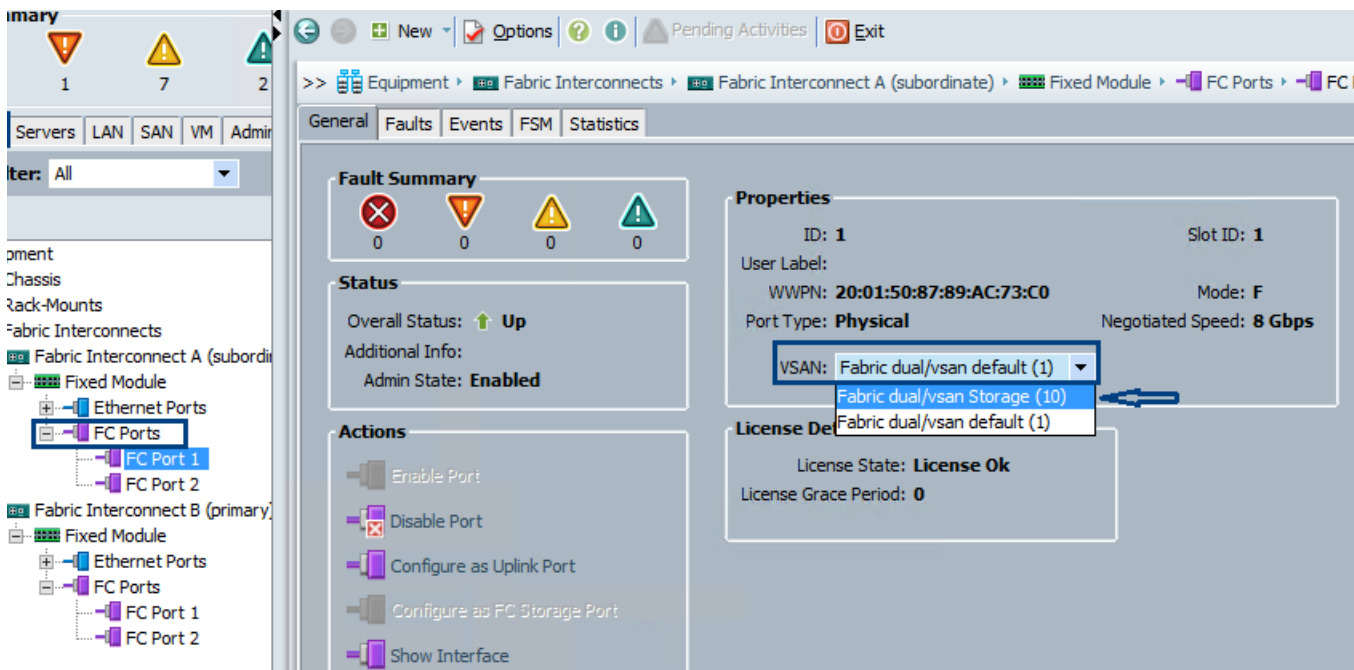 mmary
1
7
2
Servers LAN SAN VM Admin
lter: All
pment
Chassis
Rack-Mounts
Fabric Interconnects
Fabric Interconnect A (subordin
Fixed Module
Ethernet Ports
FC Ports
FC Port 1
FC Port 2
Fabric Interconnect B (primary)
Fixed Module
Ethernet Ports
FC Ports
FC Port 1
FC Port 2
New Options Pending Activities Exit
>> Equipment Fabric Interconnects Fabric Interconnect A (subordinate) Fixed Module FC Ports FC
General Faults Events FSM Statistics
Fault Summary
0 0 0 0
Status
Overall Status: Up
Additional Info:
Admin State: Enabled
Actions
Enable Port
Disable Port
Configure as Uplink Port
Configure as FC Storage Port
Show Interface
Properties
ID: 1 Slot ID: 1
User Label:
WWPN: 20:01:50:87:89:AC:73:C0 Mode: F
Port Type: Physical Negotiated Speed: 8 Gbps
VSAN: Fabric dual/vsan default (1)
Fabric dual/vsan Storage (10)
Fabric dual/vsan default (1)
License De
License State: License Ok
License Grace Period: 0